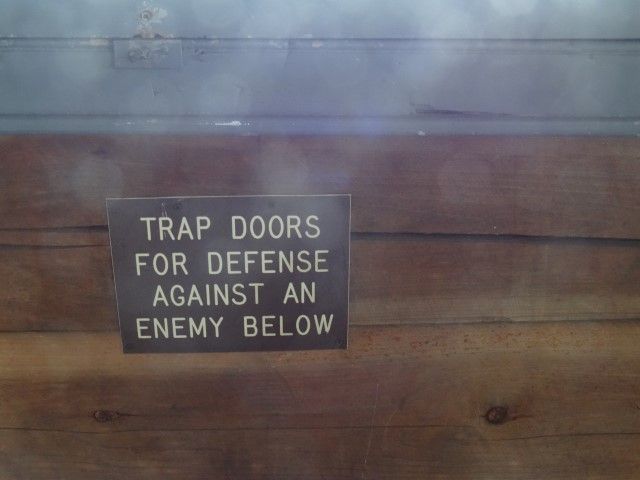 TRAP DOORS
FOR DEFENSE
AGAINST AN
ENEMY BELOW